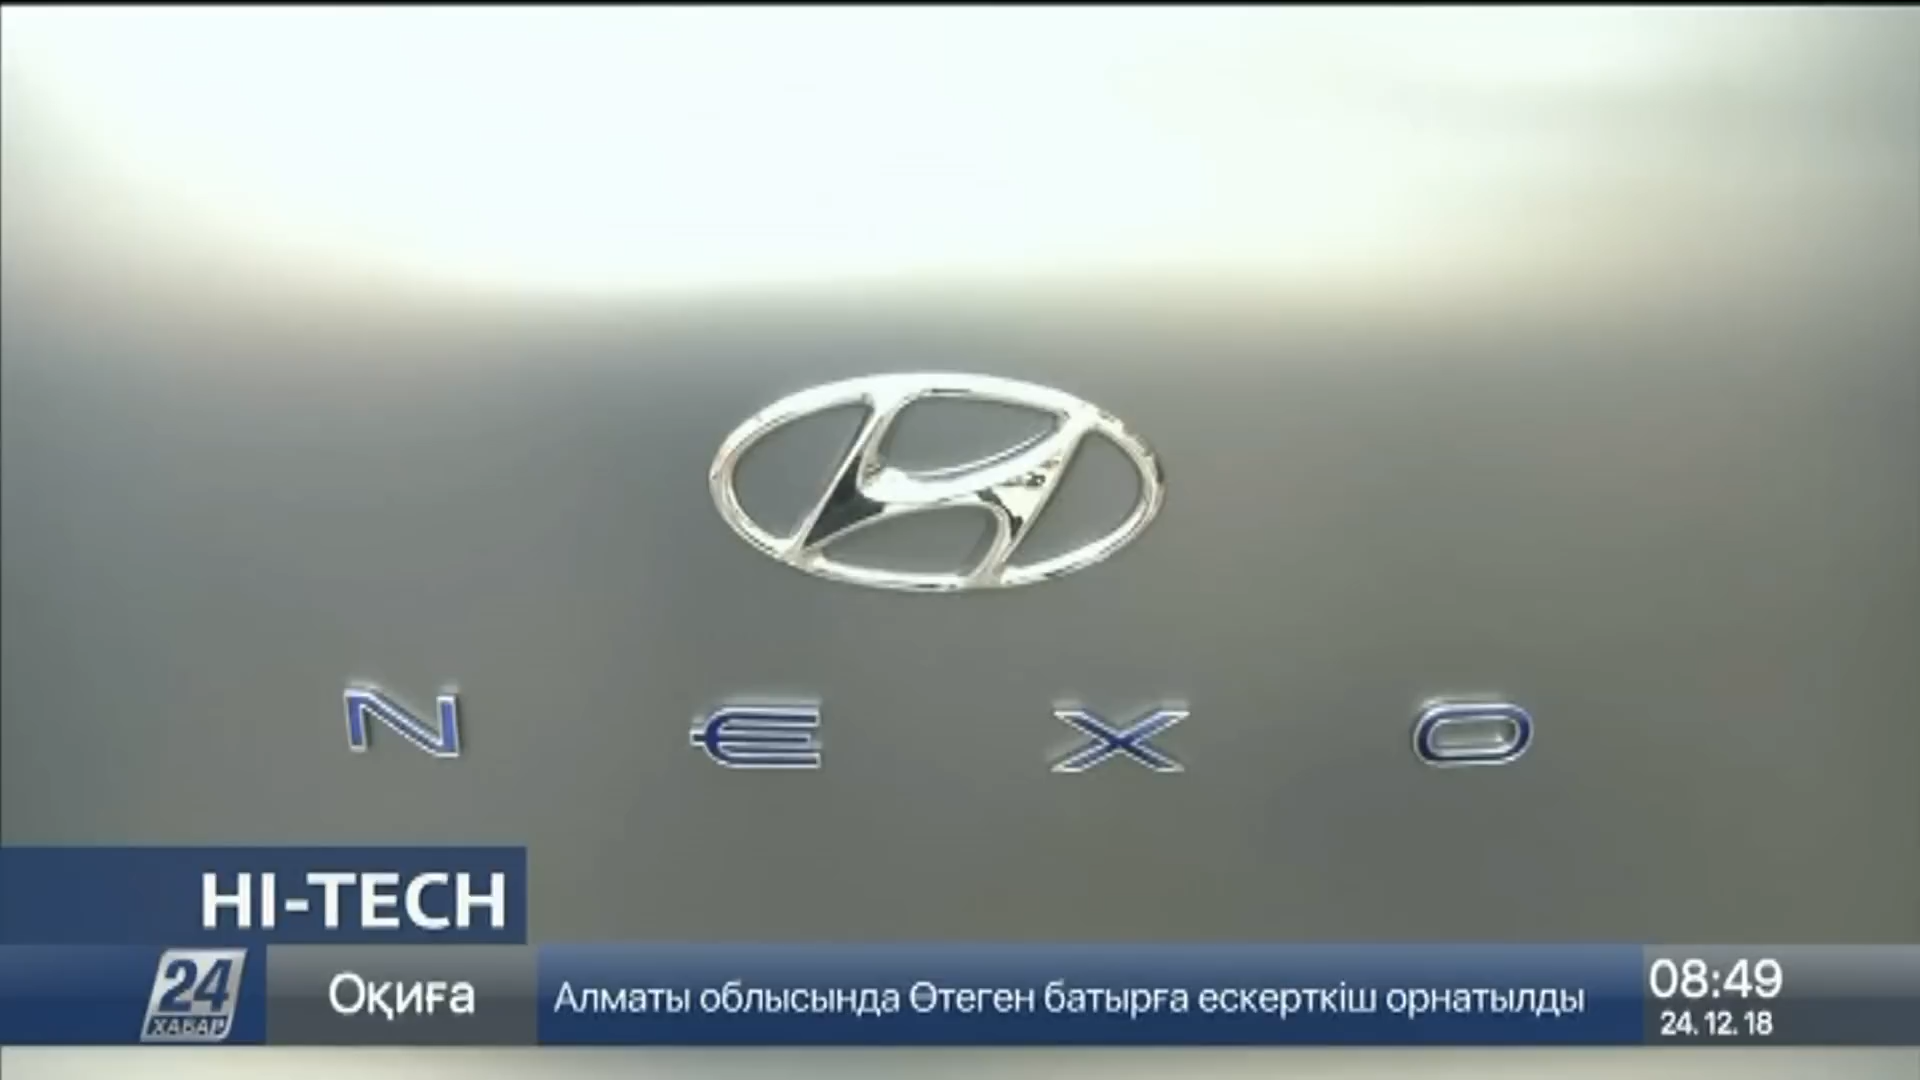 NEXO
HI-TECH
24
ХАБАР
Оқиға
Алматы облысында Өтеген батырға ескерткіш орнатылды
08:49
24.12.18